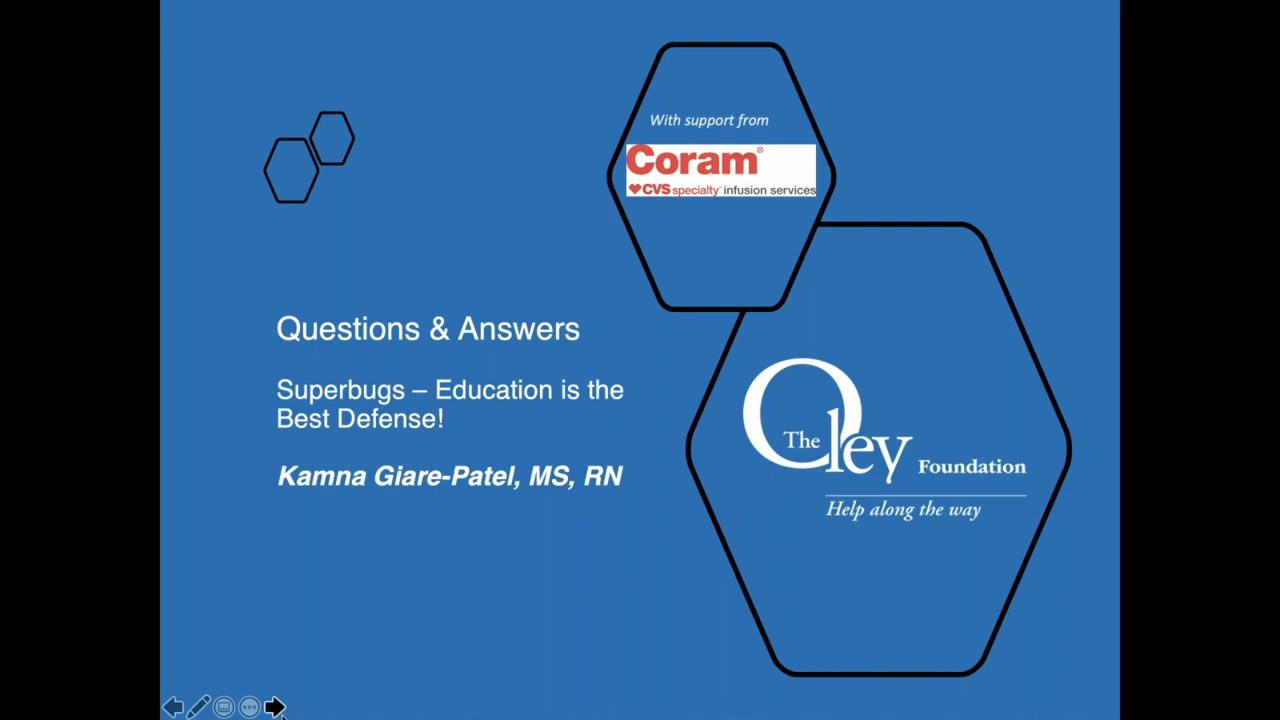 With support from
Coram®
CVS specialty® infusion services
Questions & Answers
Superbugs – Education is the
Best Defense!
Kamna Giare-Patel, MS, RN
The Oley Foundation
Help along the way